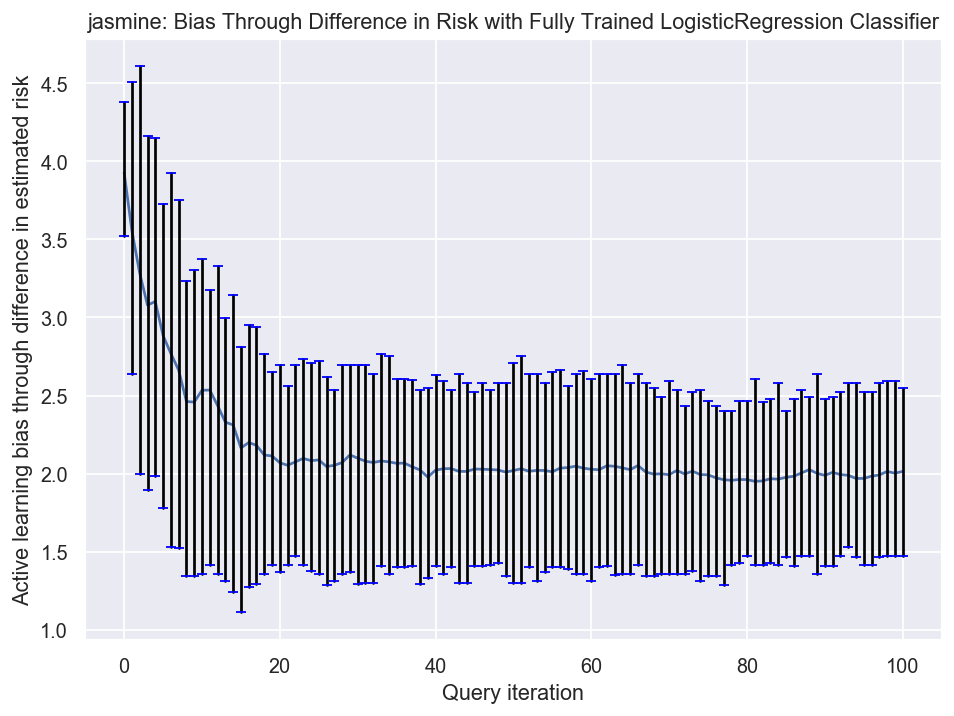 jasmine: Bias Through Difference in Risk with Fully Trained LogisticRegression Classifier
Active learning bias through difference in estimated risk
4.5
4.0
3.5
3.0
2.5
2.0
1.5
1.0
0 20 40 60 80 100
Query iteration